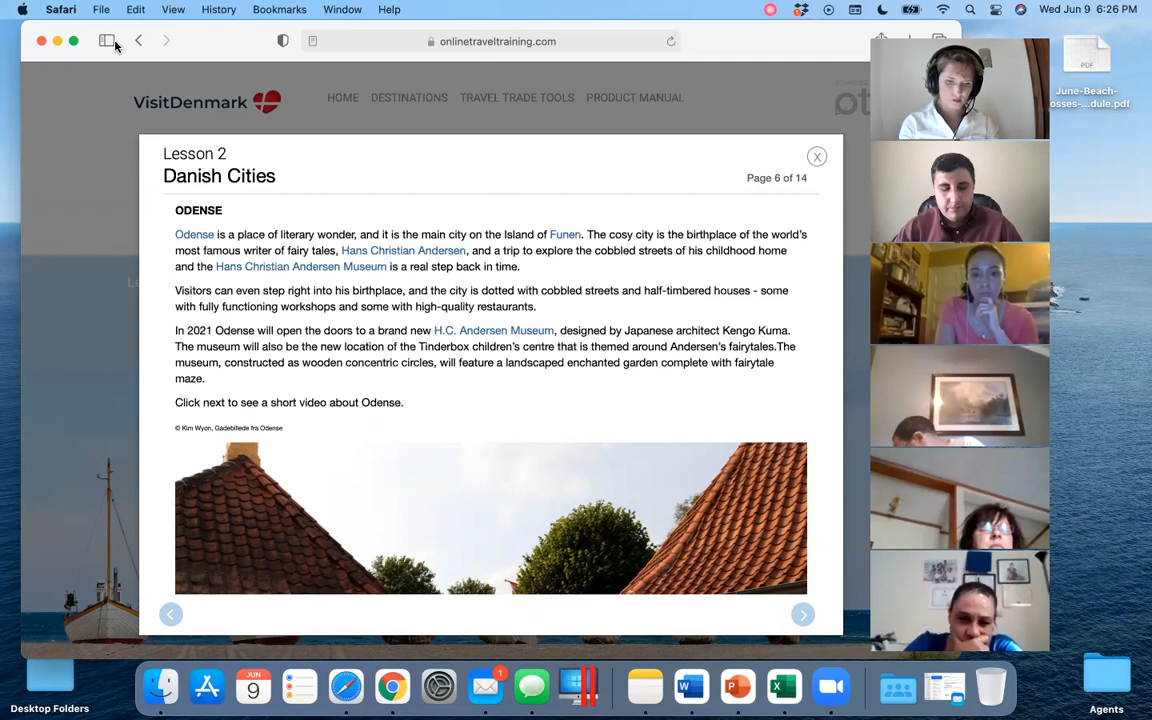 Safari File Edit View History Bookmarks Window Help Wed Jun 9 6:26 PM
onlinetraveltraining.com
VisitDenmark HOME DESTINATIONS TRAVEL TRADE TOOLS PRODUCT MANUAL
PDF
June-Beach-
osses-...dule.pdf
Lesson 2
Danish Cities
X
Page 6 of 14
ODENSE
Odense is a place of literary wonder, and it is the main city on the Island of Funen. The cosy city is the birthplace of the world's
most famous writer of fairy tales, Hans Christian Andersen, and a trip to explore the cobbled streets of his childhood home
and the Hans Christian Andersen Museum is a real step back in time.
Visitors can even step right into his birthplace, and the city is dotted with cobbled streets and half-timbered houses - some
with fully functioning workshops and some with high-quality restaurants.
In 2021 Odense will open the doors to a brand new H.C. Andersen Museum, designed by Japanese architect Kengo Kuma.
The museum will also be the new location of the Tinderbox children's centre that is themed around Andersen's fairytales.The
museum, constructed as wooden concentric circles, will feature a landscaped enchanted garden complete with fairytale
maze.
Click next to see a short video about Odense.
© Kim Wyon, Gadebillede fra Odense
JUN
9
1
W P X
Desktop Folders
Agents